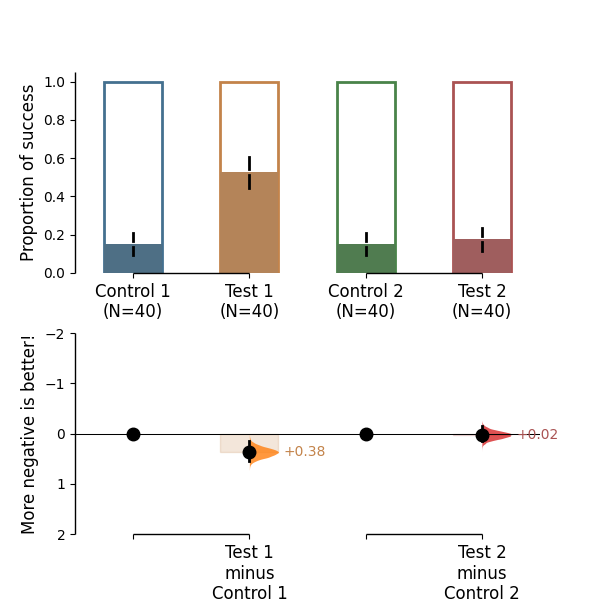 Proportion of success
1.0
0.8
0.6
0.4
0.2
0.0
Control 1
(N=40)
Test 1
(N=40)
Control 2
(N=40)
Test 2
(N=40)
More negative is better!
−2
−1
0
1
2
+0.38
+0.02
Test 1
minus
Control 1
Test 2
minus
Control 2